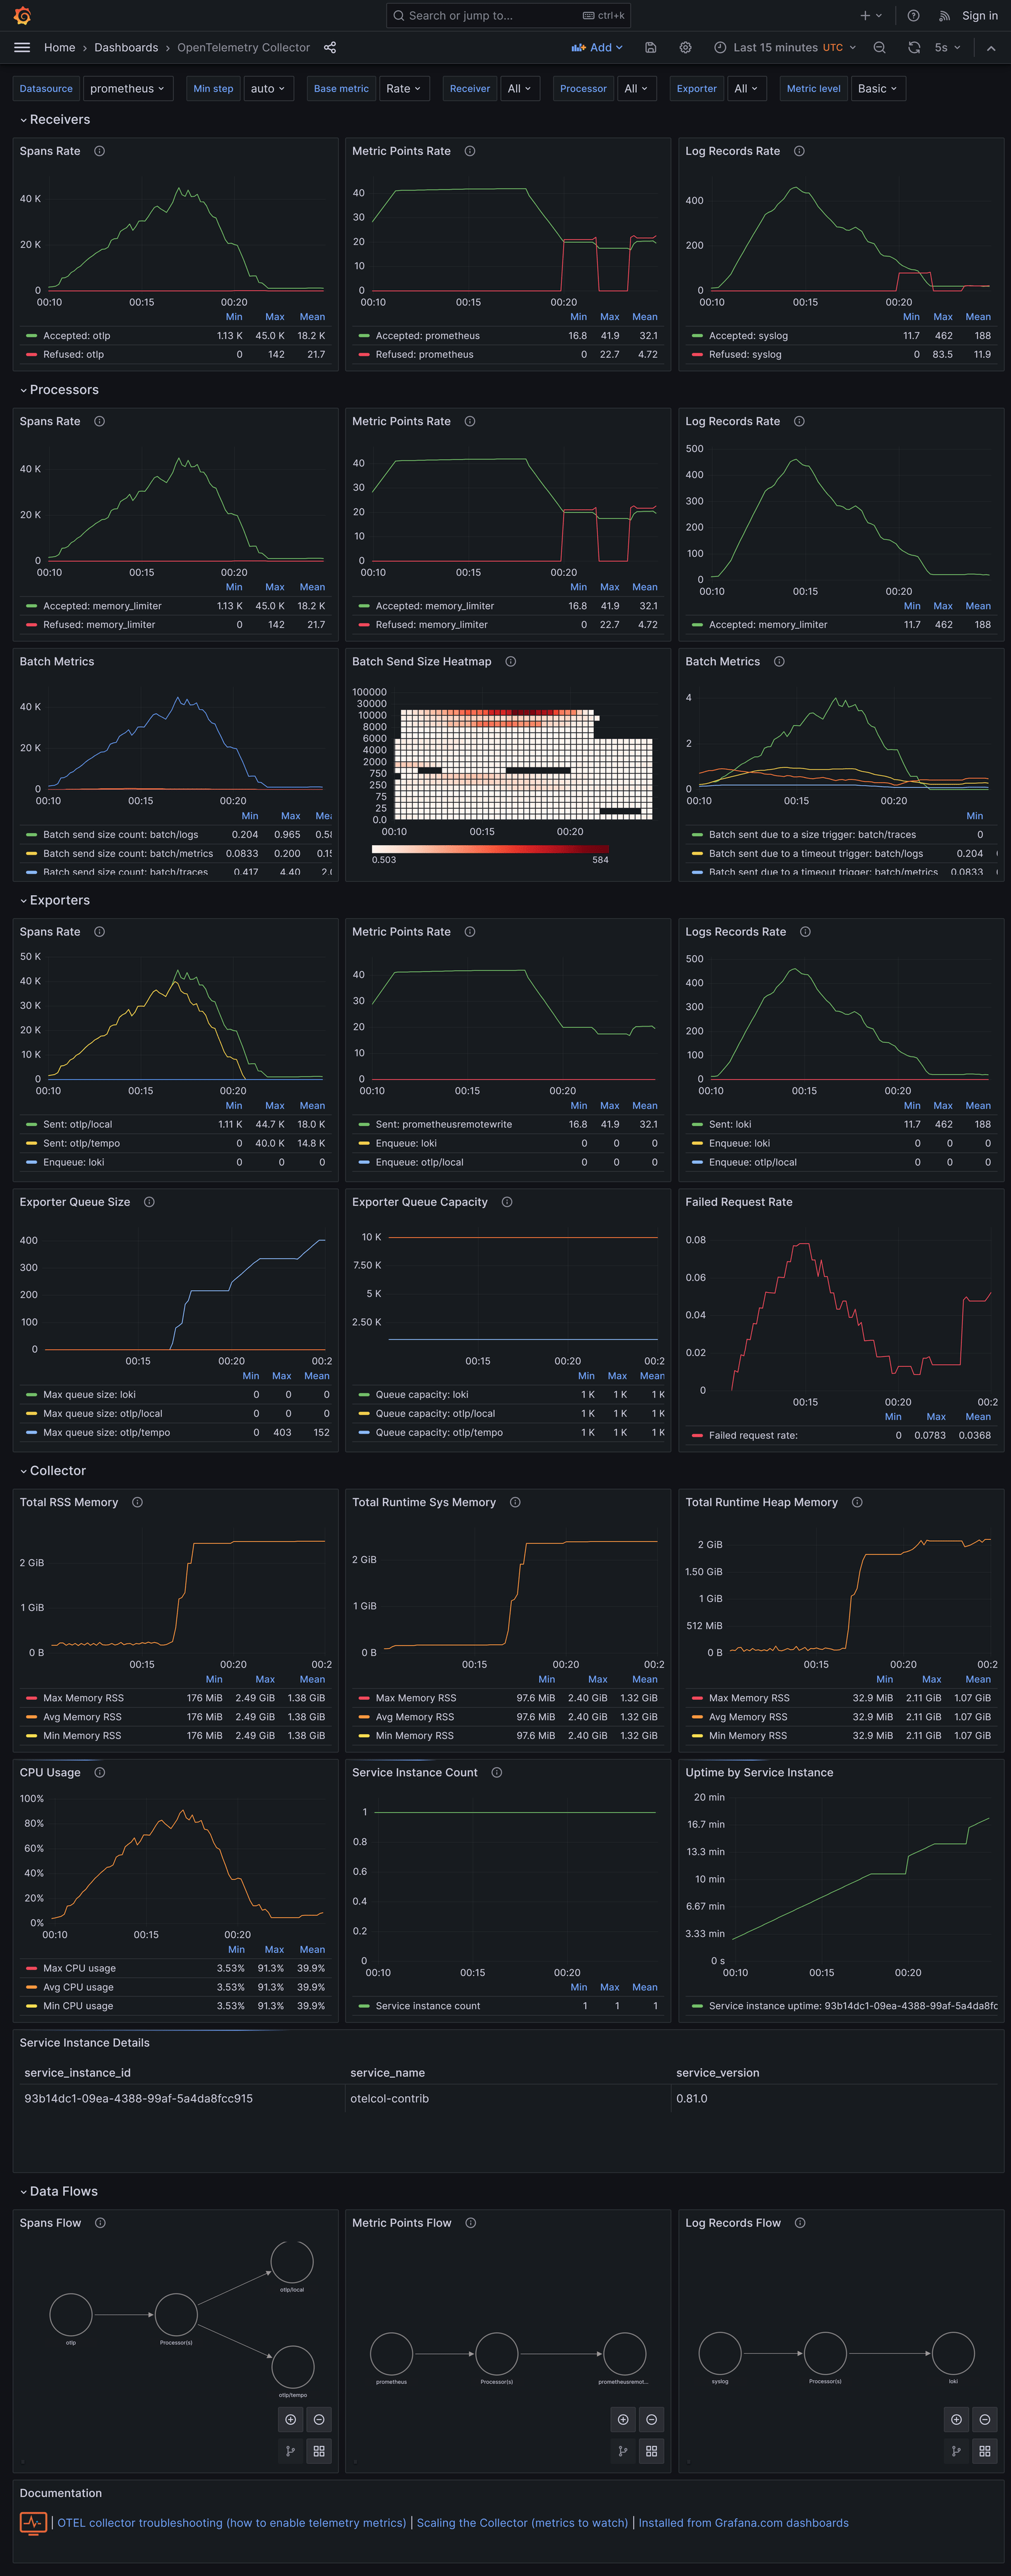 Search or jump to... ctrl+k Sign in
Home › Dashboards › OpenTelemetry Collector Add Last 15 minutes UTC 5s
Datasource prometheus Min step auto Base metric Rate Receiver All Processor All Exporter All Metric level Basic
Receivers
Spans Rate
40 K
20 K
0
00:10 00:15 00:20
Min Max Mean
Accepted: otlp 1.13 K 45.0 K 18.2 K
Refused: otlp 0 142 21.7
Metric Points Rate
40
30
20
10
0
00:10 00:15 00:20
Min Max Mean
Accepted: prometheus 16.8 41.9 32.1
Refused: prometheus 0 22.7 4.72
Log Records Rate
400
200
0
00:10 00:15 00:20
Min Max Mean
Accepted: syslog 11.7 462 188
Refused: syslog 0 83.5 11.9
Processors
Spans Rate
40 K
20 K
0
00:10 00:15 00:20
Min Max Mean
Accepted: memory_limiter 1.13 K 45.0 K 18.2 K
Refused: memory_limiter 0 142 21.7
Metric Points Rate
40
30
20
10
0
00:10 00:15 00:20
Min Max Mean
Accepted: memory_limiter 16.8 41.9 32.1
Refused: memory_limiter 0 22.7 4.72
Log Records Rate
500
400
300
200
100
0
00:10 00:15 00:20
Min Max Mean
Accepted: memory_limiter 11.7 462 188
Batch Metrics
40 K
20 K
0
00:10 00:15 00:20
Min Max Mea
Batch send size count: batch/logs 0.204 0.965 0.58
Batch send size count: batch/metrics 0.0833 0.200 0.15
Batch send size count: batch/traces 0.417 4.40 2.0
Batch Send Size Heatmap
100000
30000
10000
8000
6000
4000
2000
750
250
75
25
0.0
00:10 00:15 00:20
0.503 584
Batch Metrics
4
2
0
00:10 00:15 00:20
Min
Batch sent due to a size trigger: batch/traces 0
Batch sent due to a timeout trigger: batch/logs 0.204
Batch sent due to a timeout trigger: batch/metrics 0.0833
Exporters
Spans Rate
50 K
40 K
30 K
20 K
10 K
0
00:10 00:15 00:20
Min Max Mean
Sent: otlp/local 1.11 K 44.7 K 18.0 K
Sent: otlp/tempo 0 40.0 K 14.8 K
Enqueue: loki 0 0 0
Metric Points Rate
40
30
20
10
0
00:10 00:15 00:20
Min Max Mean
Sent: prometheusremotewrite 16.8 41.9 32.1
Enqueue: loki 0 0 0
Enqueue: otlp/local 0 0 0
Logs Records Rate
500
400
300
200
100
0
00:10 00:15 00:20
Min Max Mean
Sent: loki 11.7 462 188
Enqueue: loki 0 0 0
Enqueue: otlp/local 0 0 0
Exporter Queue Size
400
300
200
100
0
00:15 00:20 00:2
Min Max Mean
Max queue size: loki 0 0 0
Max queue size: otlp/local 0 0 0
Max queue size: otlp/tempo 0 403 152
Exporter Queue Capacity
10 K
7.50 K
5 K
2.50 K
00:15 00:20 00:2
Min Max Mean
Queue capacity: loki 1 K 1 K 1 K
Queue capacity: otlp/local 1 K 1 K 1 K
Queue capacity: otlp/tempo 1 K 1 K 1 K
Failed Request Rate
0.08
0.06
0.04
0.02
0
00:15 00:20 00:2
Min Max Mean
Failed request rate: 0 0.0783 0.0368
Collector
Total RSS Memory
2 GiB
1 GiB
0 B
00:15 00:20 00:2
Min Max Mean
Max Memory RSS 176 MiB 2.49 GiB 1.38 GiB
Avg Memory RSS 176 MiB 2.49 GiB 1.38 GiB
Min Memory RSS 176 MiB 2.49 GiB 1.38 GiB
Total Runtime Sys Memory
2 GiB
1 GiB
0 B
00:15 00:20 00:2
Min Max Mean
Max Memory RSS 97.6 MiB 2.40 GiB 1.32 GiB
Avg Memory RSS 97.6 MiB 2.40 GiB 1.32 GiB
Min Memory RSS 97.6 MiB 2.40 GiB 1.32 GiB
Total Runtime Heap Memory
2 GiB
1.50 GiB
1 GiB
512 MiB
0 B
00:15 00:20 00:2
Min Max Mean
Max Memory RSS 32.9 MiB 2.11 GiB 1.07 GiB
Avg Memory RSS 32.9 MiB 2.11 GiB 1.07 GiB
Min Memory RSS 32.9 MiB 2.11 GiB 1.07 GiB
CPU Usage
100%
80%
60%
40%
20%
0%
00:10 00:15 00:20
Min Max Mean
Max CPU usage 3.53% 91.3% 39.9%
Avg CPU usage 3.53% 91.3% 39.9%
Min CPU usage 3.53% 91.3% 39.9%
Service Instance Count
1
0.8
0.6
0.4
0.2
0
00:10 00:15 00:20
Min Max Mean
Service instance count 1 1 1
Uptime by Service Instance
20 min
16.7 min
13.3 min
10 min
6.67 min
3.33 min
0 s
00:10 00:15 00:20
Service instance uptime: 93b14dc1-09ea-4388-99af-5a4da8fc
Service Instance Details
service_instance_id service_name service_version
93b14dc1-09ea-4388-99af-5a4da8fcc915 otelcol-contrib 0.81.0
Data Flows
Spans Flow
otlp/local
otlp
Processor(s)
otlp/tempo
Metric Points Flow
prometheus
Processor(s)
prometheusremot...
Log Records Flow
syslog
Processor(s)
loki
Documentation
| OTEL collector troubleshooting (how to enable telemetry metrics) | Scaling the Collector (metrics to watch) | Installed from Grafana.com dashboards